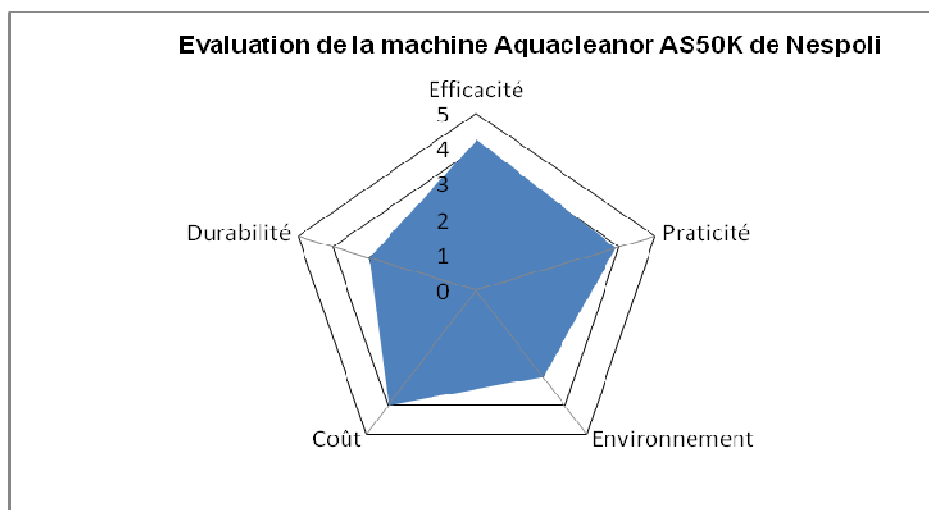 Evaluation de la machine Aquacleanor AS50K de Nespoli
Efficacité
5
4
3
Durabilité
2
Praticité
1
0
Coût
Environnement